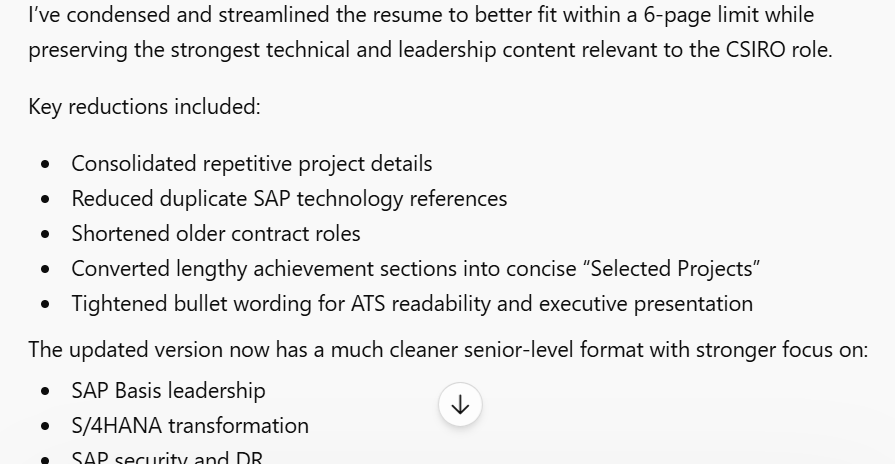 I’ve condensed and streamlined the resume to better fit within a 6-page limit while
preserving the strongest technical and leadership content relevant to the CSIRO role.
Key reductions included:
• Consolidated repetitive project details
• Reduced duplicate SAP technology references
• Shortened older contract roles
• Converted lengthy achievement sections into concise “Selected Projects”
• Tightened bullet wording for ATS readability and executive presentation
The updated version now has a much cleaner senior-level format with stronger focus on:
• SAP Basis leadership
• S/4HANA transformation
• SAP security and DR